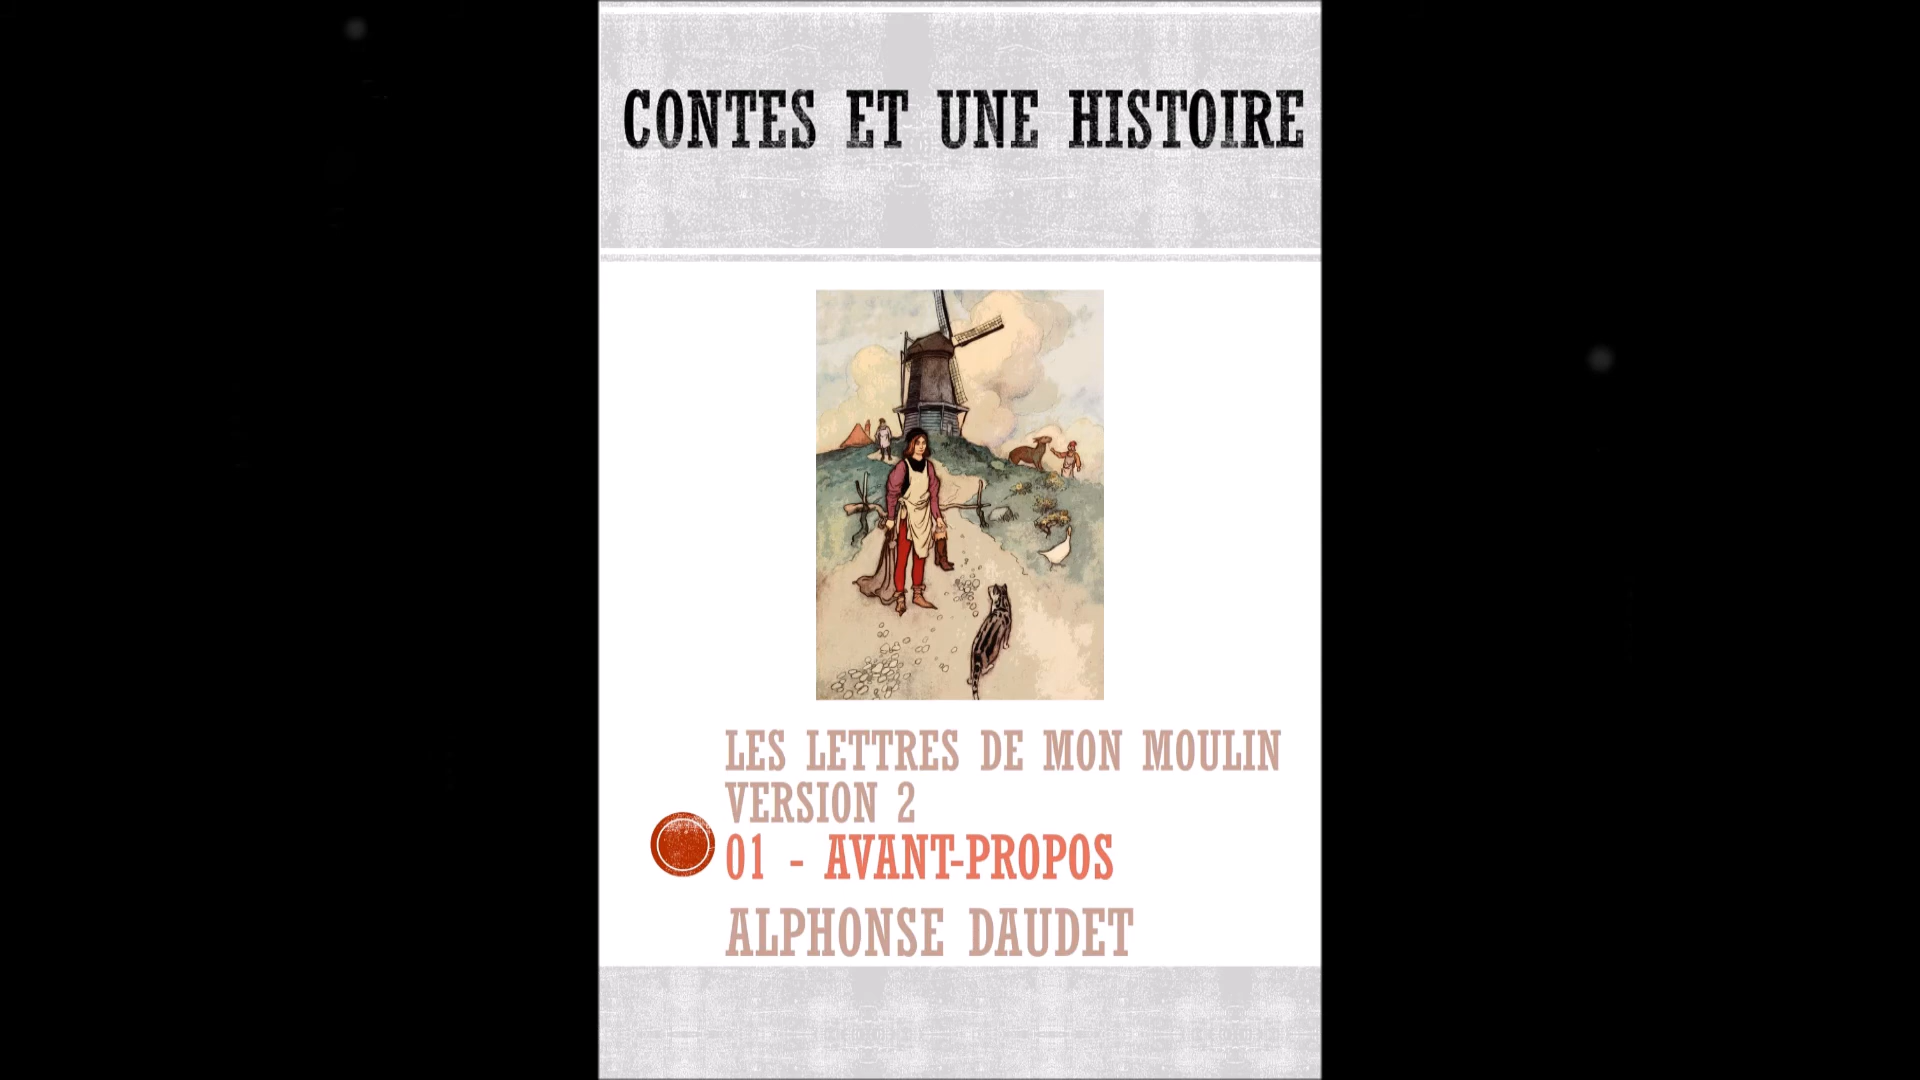 CONTES ET UNE HISTOIRE
LES LETTRES DE MON MOULIN
VERSION 2
01 - AVANT-PROPOS
ALPHONSE DAUDET